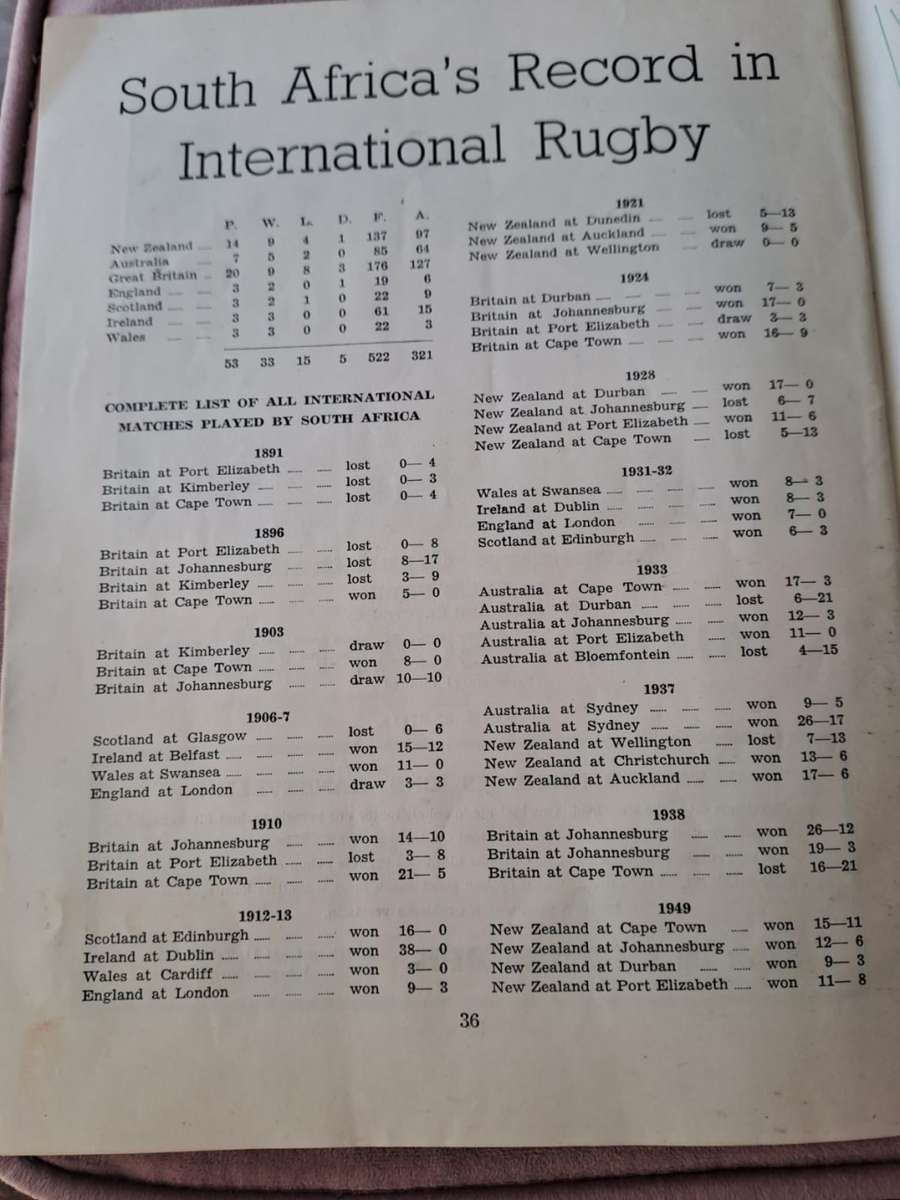 South Africa's Record in
International Rugby
P. W. L. D. F. A.
New Zealand 14 9 4 1 137 97
Australia 7 5 2 0 85 64
Great Britain 20 9 8 3 176 127
England 3 2 0 1 19 6
Scotland 3 2 1 0 22 9
Ireland 3 3 0 0 61 15
Wales 3 3 0 0 22 3
53 33 15 5 522 321
COMPLETE LIST OF ALL INTERNATIONAL
MATCHES PLAYED BY SOUTH AFRICA
1891
Britain at Port Elizabeth lost 0— 4
Britain at Kimberley lost 0— 3
Britain at Cape Town lost 0— 4
1896
Britain at Port Elizabeth lost 0— 8
Britain at Johannesburg lost 8—17
Britain at Kimberley lost 3— 9
Britain at Cape Town won 5— 0
1903
Britain at Kimberley draw 0— 0
Britain at Cape Town won 8— 0
Britain at Johannesburg draw 10—10
1906-7
Scotland at Glasgow lost 0— 6
Ireland at Belfast won 15—12
Wales at Swansea won 11— 0
England at London draw 3— 3
1910
Britain at Johannesburg won 14—10
Britain at Port Elizabeth lost 3— 8
Britain at Cape Town won 21— 5
1912-13
Scotland at Edinburgh won 16— 0
Ireland at Dublin won 38— 0
Wales at Cardiff won 3— 0
England at London won 9— 3
1921
New Zealand at Dunedin lost 5—13
New Zealand at Auckland won 9— 5
New Zealand at Wellington draw 0— 0
1924
Britain at Durban won 7— 3
Britain at Johannesburg won 17— 0
Britain at Port Elizabeth draw 3— 3
Britain at Cape Town won 16— 9
1928
New Zealand at Durban won 17— 0
New Zealand at Johannesburg lost 6— 7
New Zealand at Port Elizabeth won 11— 6
New Zealand at Cape Town lost 5—13
1931-32
Wales at Swansea won 8— 3
Ireland at Dublin won 8— 3
England at London won 7— 0
Scotland at Edinburgh won 6— 3
1933
Australia at Cape Town won 17— 3
Australia at Durban lost 6—21
Australia at Johannesburg won 12— 3
Australia at Port Elizabeth won 11— 0
Australia at Bloemfontein lost 4—15
1937
Australia at Sydney won 9— 5
Australia at Sydney won 26—17
New Zealand at Wellington lost 7—13
New Zealand at Christchurch won 13— 6
New Zealand at Auckland won 17— 6
1938
Britain at Johannesburg won 26—12
Britain at Johannesburg won 19— 3
Britain at Cape Town lost 16—21
1949
New Zealand at Cape Town won 15—11
New Zealand at Johannesburg won 12— 6
New Zealand at Durban won 9— 3
New Zealand at Port Elizabeth won 11— 8
36